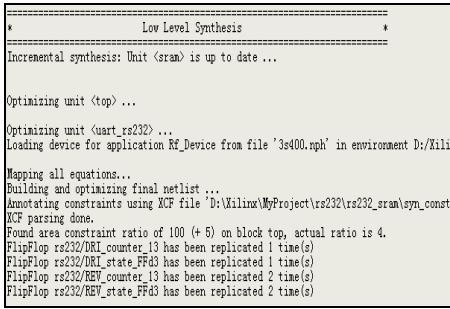 =========================================================================
*                            Low Level Synthesis                        *
=========================================================================
Incremental synthesis: Unit <sram> is up to date ...
Optimizing unit <top> ...
Optimizing unit <uart_rs232> ...
Loading device for application Rf_Device from file '3s400.nph' in environment D:/Xili
Mapping all equations...
Building and optimizing final netlist ...
Annotating constraints using XCF file 'D:\Xilinx\MyProject\rs232\rs232_sram\syn_const
XCF parsing done.
Found area constraint ratio of 100 (+ 5) on block top, actual ratio is 4.
FlipFlop rs232/DRI_counter_13 has been replicated 1 time(s)
FlipFlop rs232/DRI_state_FFd3 has been replicated 1 time(s)
FlipFlop rs232/REV_counter_13 has been replicated 2 time(s)
FlipFlop rs232/REV_state_FFd3 has been replicated 2 time(s)